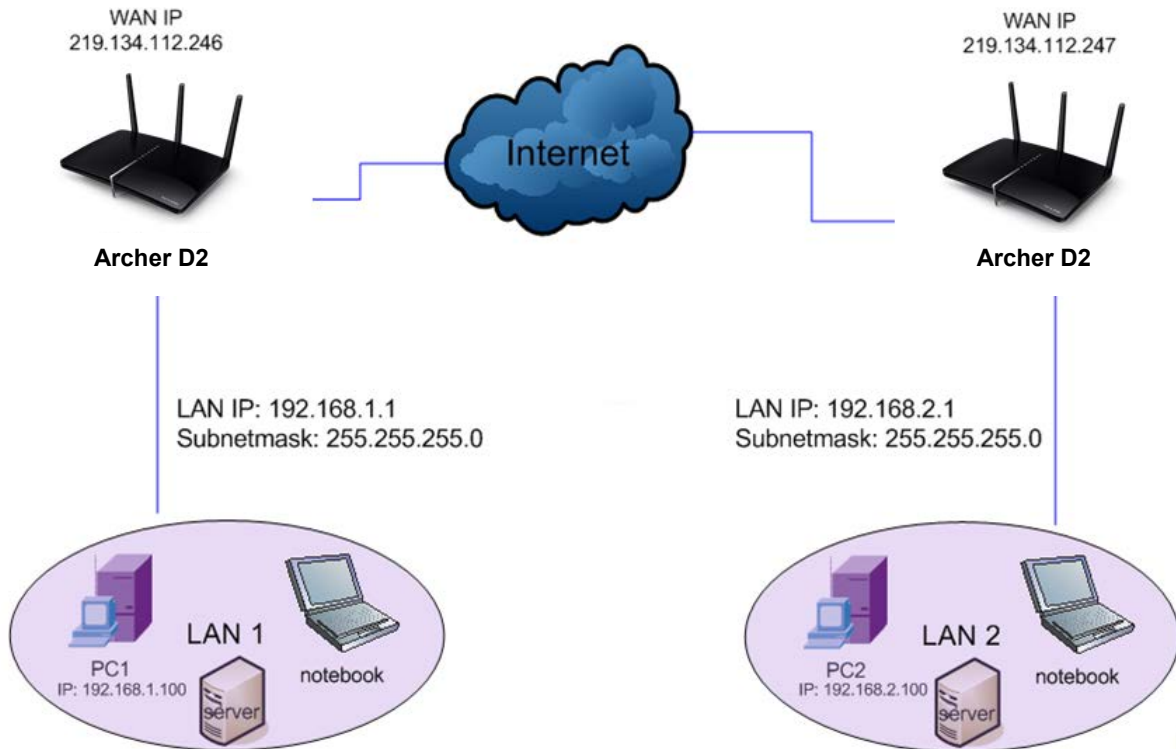 WAN IP
219.134.112.246
WAN IP
219.134.112.247
Internet
Archer D2
Archer D2
LAN IP: 192.168.1.1
Subnetmask: 255.255.255.0
LAN IP: 192.168.2.1
Subnetmask: 255.255.255.0
LAN 1
PC1
IP: 192.168.1.100
notebook
server
LAN 2
PC2
IP: 192.168.2.100
notebook
server